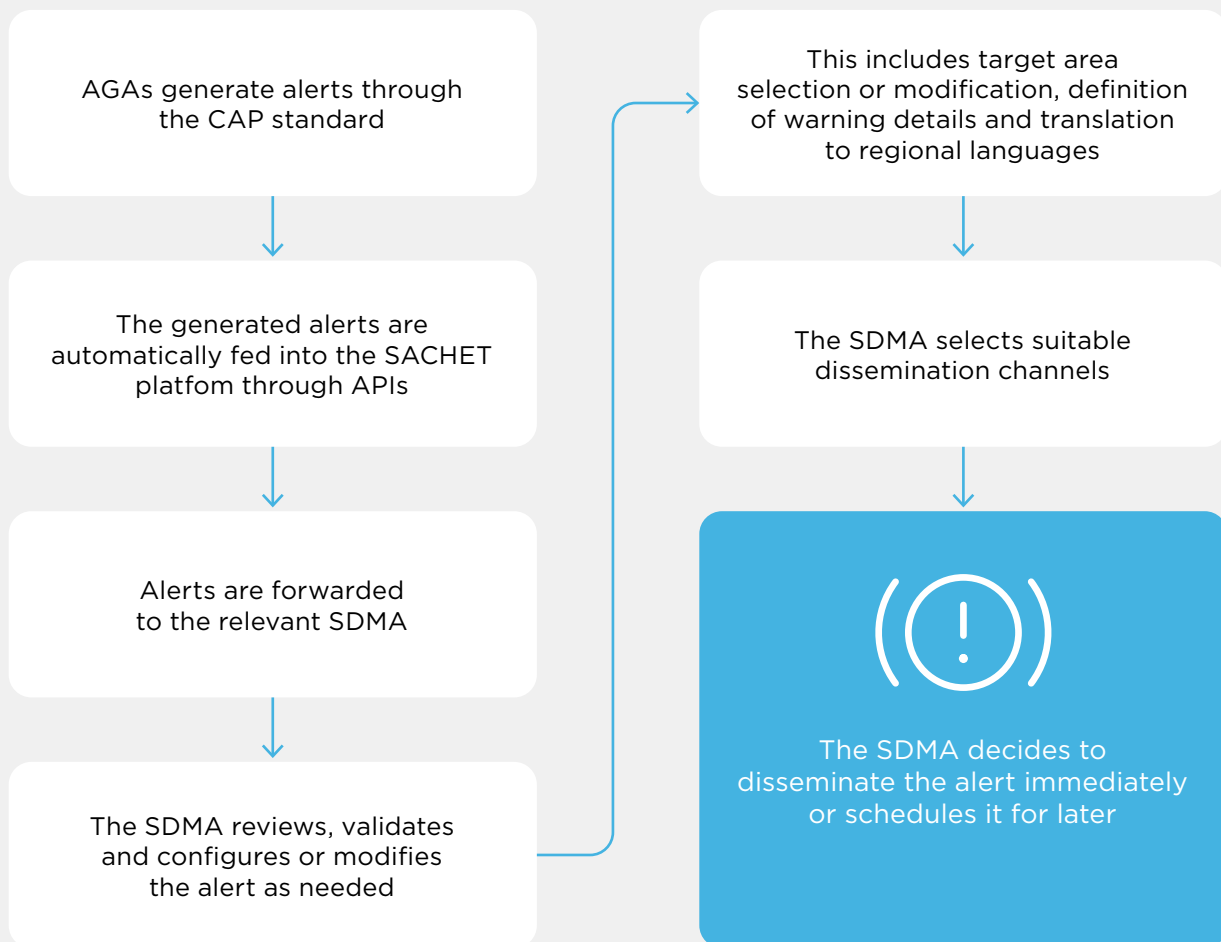 AGAs generate alerts through
the CAP standard
The generated alerts are
automatically fed into the SACHET
platfom through APIs
Alerts are forwarded
to the relevant SDMA
The SDMA reviews, validates
and configures or modifies
the alert as needed
This includes target area
selection or modification, definition
of warning details and translation
to regional languages
The SDMA selects suitable
dissemination channels
The SDMA decides to
disseminate the alert immediately
or schedules it for later